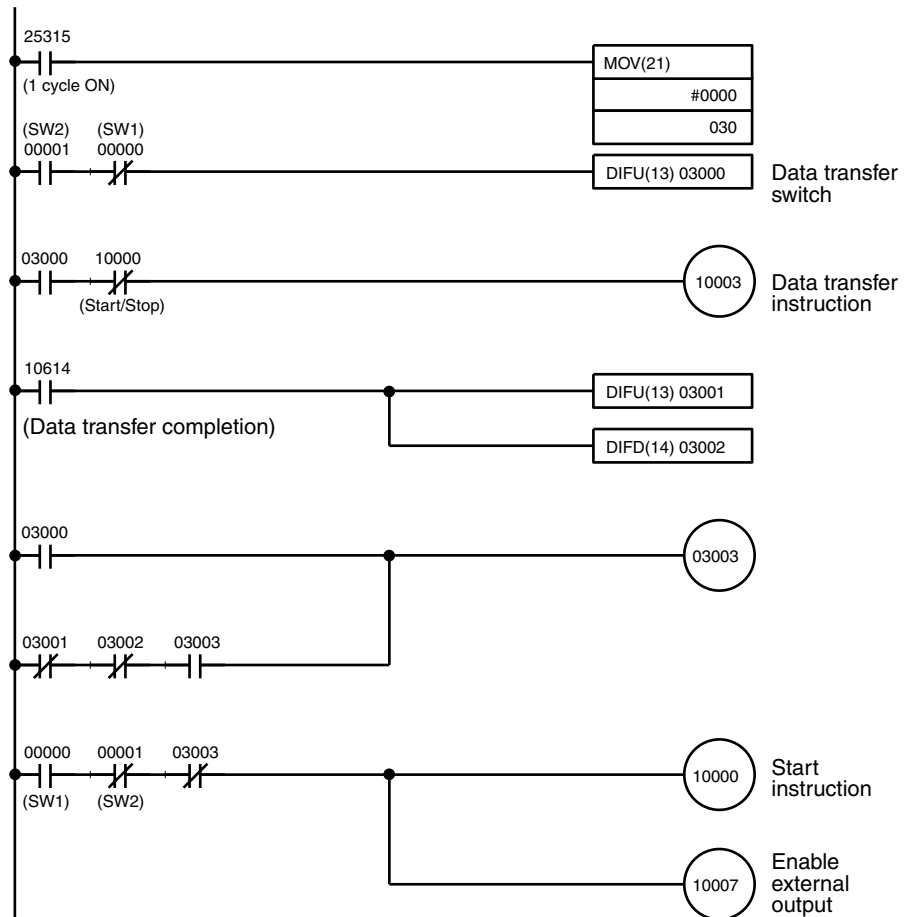 25315
(1 cycle ON)
MOV(21)
#0000
030
(SW2) (SW1)
00001 00000
DIFU(13) 03000
Data transfer
switch
03000 10000
(Start/Stop)
10003
Data transfer
instruction
10614
(Data transfer completion)
DIFU(13) 03001
DIFD(14) 03002
03000
03003
03001 03002 03003
00000 00001 03003
(SW1) (SW2)
10000
Start
instruction
10007
Enable
external
output